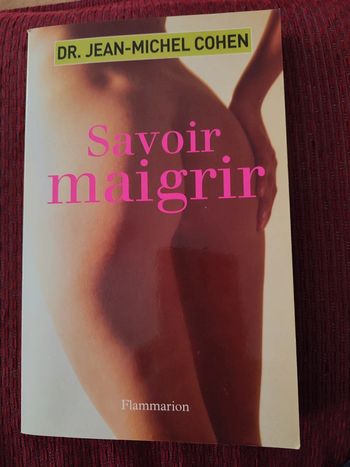 DR. JEAN-MICHEL COHEN
Savoir
maigrir
Flammarion